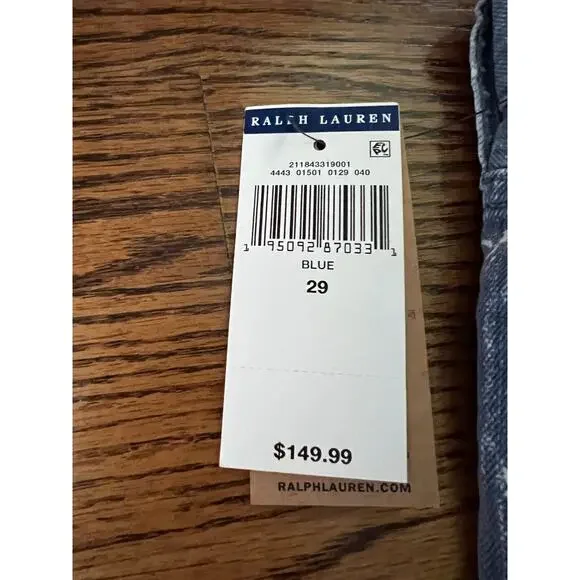 RALPH LAUREN
211843319001
4443 01501 0129 040
1 95092 87033 1
BLUE
29
$149.99
RALPHLAUREN.COM